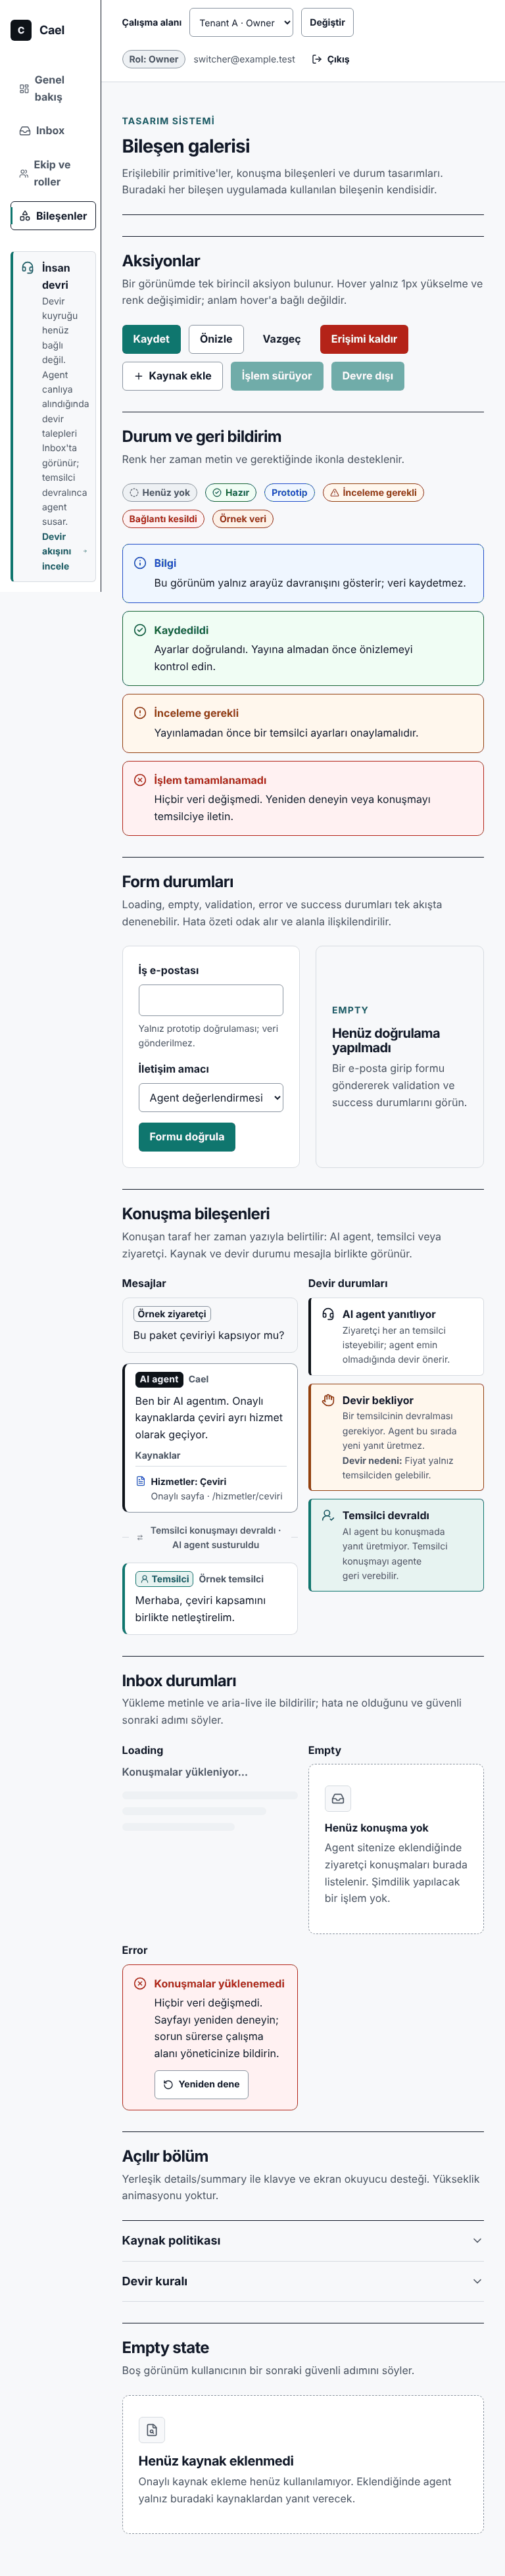 C Cael
Genel
bakış
Inbox
Ekip ve
roller
Bileşenler
İnsan
devri
Devir
kuyruğu
henüz
bağlı
değil.
Agent
canlıya
alındığında
devir
talepleri
Inbox'ta
görünür;
temsilci
devralınca
agent
susar.
Devir
akışını
incele
Çalışma alanı Tenant A · Owner Değiştir
Rol: Owner switcher@example.test Çıkış
TASARIM SİSTEMİ
Bileşen galerisi
Erişilebilir primitive'ler, konuşma bileşenleri ve durum tasarımları.
Buradaki her bileşen uygulamada kullanılan bileşenin kendisidir.
Aksiyonlar
Bir görünümde tek birincil aksiyon bulunur. Hover yalnız 1px yükselme ve
renk değişimidir; anlam hover'a bağlı değildir.
Kaydet Önizle Vazgeç Erişimi kaldır
Kaynak ekle İşlem sürüyor Devre dışı
Durum ve geri bildirim
Renk her zaman metin ve gerektiğinde ikonla desteklenir.
Henüz yok Hazır Prototip İnceleme gerekli
Bağlantı kesildi Örnek veri
Bilgi
Bu görünüm yalnız arayüz davranışını gösterir; veri kaydetmez.
Kaydedildi
Ayarlar doğrulandı. Yayına almadan önce önizlemeyi
kontrol edin.
İnceleme gerekli
Yayınlamadan önce bir temsilci ayarları onaylamalıdır.
İşlem tamamlanamadı
Hiçbir veri değişmedi. Yeniden deneyin veya konuşmayı
temsilciye iletin.
Form durumları
Loading, empty, validation, error ve success durumları tek akışta
denenebilir. Hata özeti odak alır ve alanla ilişkilendirilir.
İş e-postası
Yalnız prototip doğrulaması; veri
gönderilmez.
İletişim amacı
Agent değerlendirmesi
Formu doğrula
EMPTY
Henüz doğrulama
yapılmadı
Bir e-posta girip formu
göndererek validation ve
success durumlarını görün.
Konuşma bileşenleri
Konuşan taraf her zaman yazıyla belirtilir: AI agent, temsilci veya
ziyaretçi. Kaynak ve devir durumu mesajla birlikte görünür.
Mesajlar
Örnek ziyaretçi
Bu paket çeviriyi kapsıyor mu?
AI agent Cael
Ben bir AI agentım. Onaylı
kaynaklarda çeviri ayrı hizmet
olarak geçiyor.
Kaynaklar
Hizmetler: Çeviri
Onaylı sayfa · /hizmetler/ceviri
Temsilci konuşmayı devraldı ·
AI agent susturuldu
Temsilci Örnek temsilci
Merhaba, çeviri kapsamını
birlikte netleştirelim.
Devir durumları
AI agent yanıtlıyor
Ziyaretçi her an temsilci
isteyebilir; agent emin
olmadığında devir önerir.
Devir bekliyor
Bir temsilcinin devralması
gerekiyor. Agent bu sırada
yeni yanıt üretmez.
Devir nedeni: Fiyat yalnız
temsilciden gelebilir.
Temsilci devraldı
AI agent bu konuşmada
yanıt üretmiyor. Temsilci
konuşmayı agente
geri verebilir.
Inbox durumları
Yükleme metinle ve aria-live ile bildirilir; hata ne olduğunu ve güvenli
sonraki adımı söyler.
Loading
Konuşmalar yükleniyor...
Empty
Henüz konuşma yok
Agent sitenize eklendiğinde
ziyaretçi konuşmaları burada
listelenir. Şimdilik yapılacak
bir işlem yok.
Error
Konuşmalar yüklenemedi
Hiçbir veri değişmedi.
Sayfayı yeniden deneyin;
sorun sürerse çalışma
alanı yöneticinize bildirin.
Yeniden dene
Açılır bölüm
Yerleşik details/summary ile klavye ve ekran okuyucu desteği. Yükseklik
animasyonu yoktur.
Kaynak politikası
Devir kuralı
Empty state
Boş görünüm kullanıcının bir sonraki güvenli adımını söyler.
Henüz kaynak eklenmedi
Onaylı kaynak ekleme henüz kullanılamıyor. Eklendiğinde agent
yalnız buradaki kaynaklardan yanıt verecek.